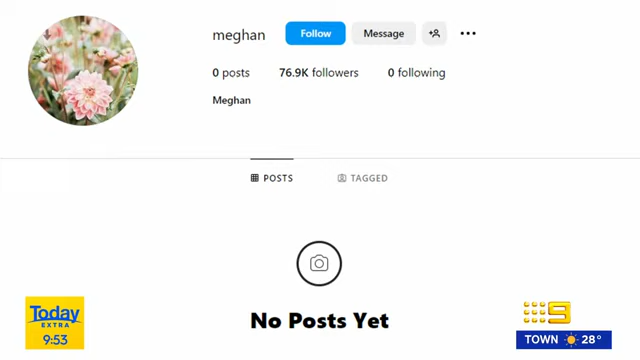 meghan Follow Message
0 posts 76.9K followers 0 following
Meghan
POSTS TAGGED
No Posts Yet
Today
EXTRA
9:53
9
TOWN 28°